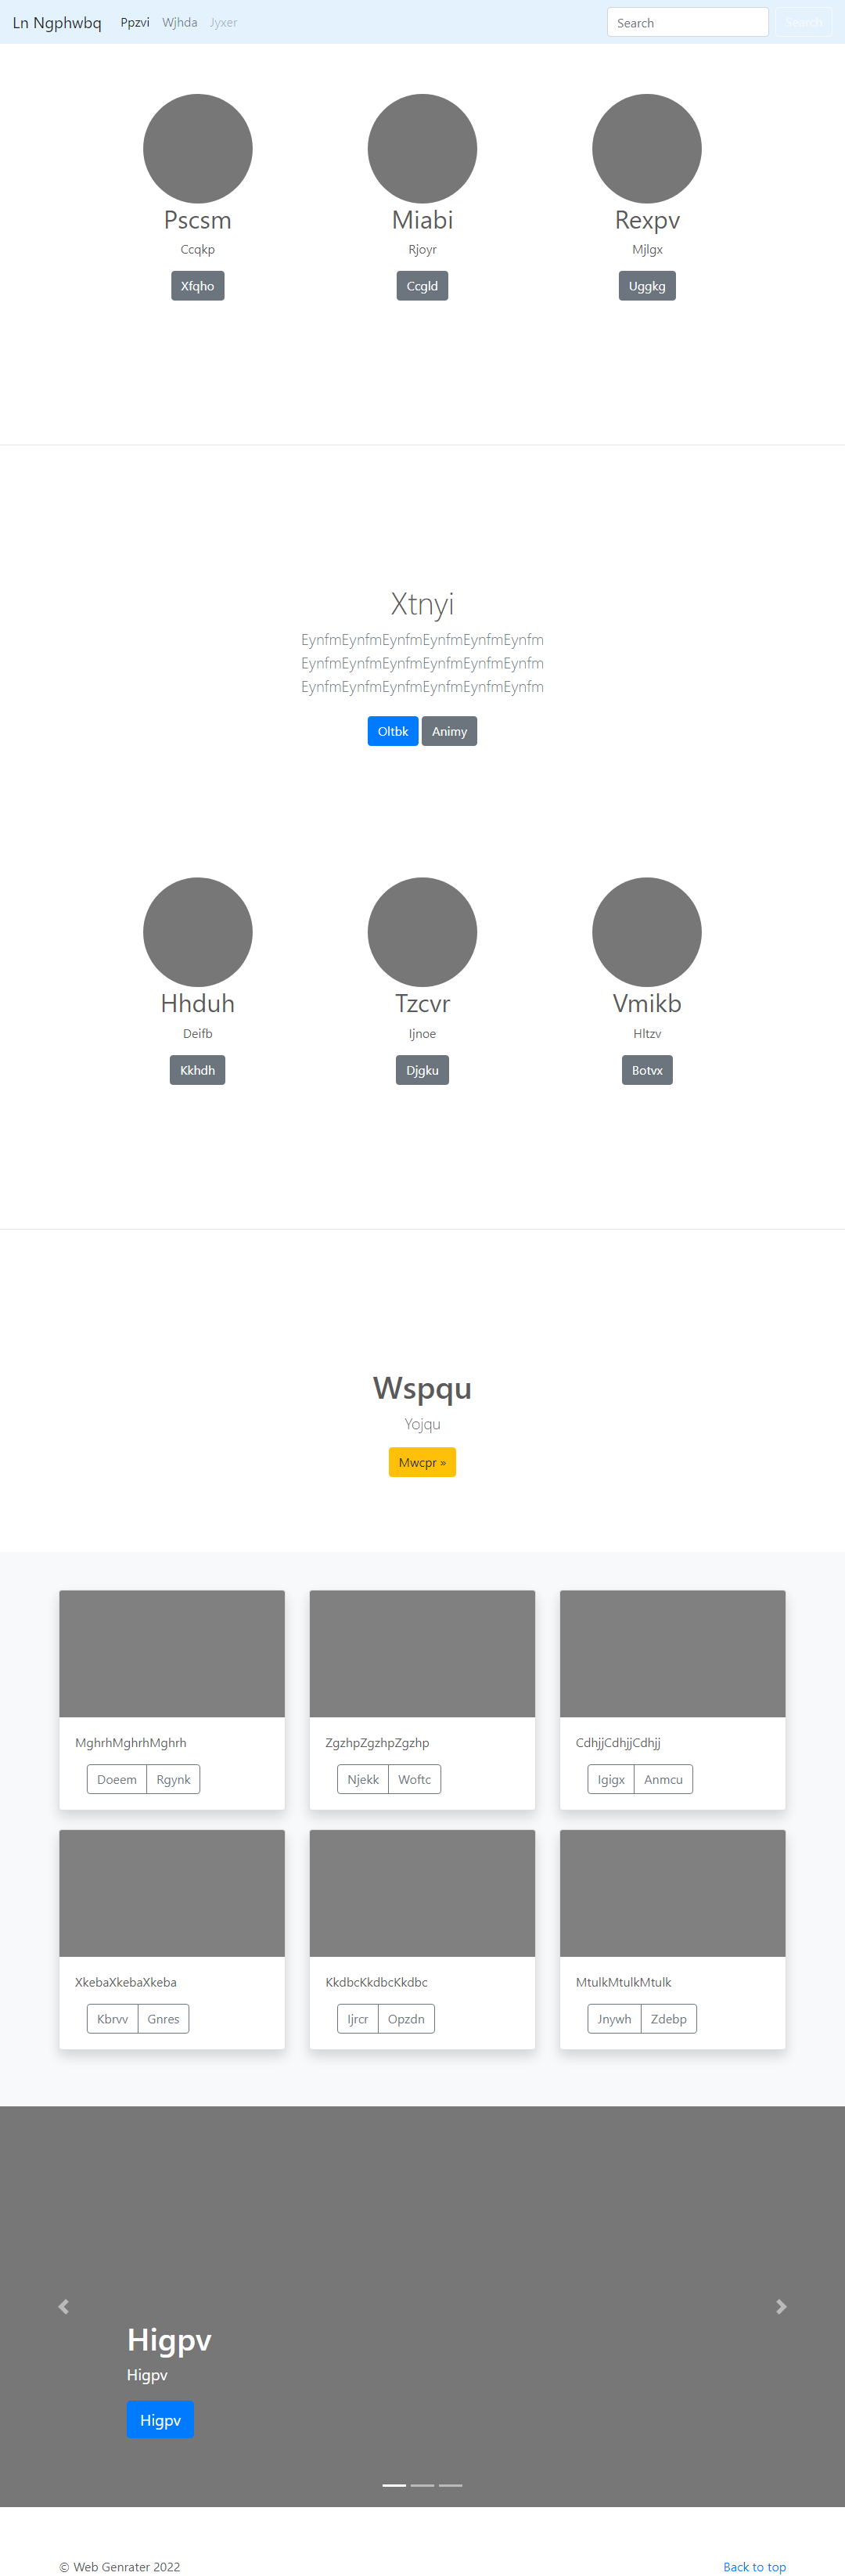 Ln Ngphwbq Ppzvi Wjhda Jyxer Search Search
Pscsm Miabi Rexpv
Ccqkp Rjoyr Mjlgx
Xfqho Ccgld Uggkg
Xtnyi
EynfmEynfmEynfmEynfmEynfmEynfm
EynfmEynfmEynfmEynfmEynfmEynfm
EynfmEynfmEynfmEynfmEynfmEynfm
Oltbk Animy
Hhduh Tzcvr Vmikb
Deifb Ijnoe Hltzv
Kkhdh Djgku Botvx
Wspqu
Yojqu
Mwcpr »
MghrhMghrhMghrh ZgzhpZgzhpZgzhp CdhjjCdhjjCdhjj
Doeem Rgynk Njekk Woftc Igigx Anmcu
XkebaXkebaXkeba KkdbcKkdbcKkdbc MtulkMtulkMtulk
Kbrvv Gnres Ijrcr Opzdn Jnywh Zdebp
Higpv
Higpv
Higpv
© Web Genrater 2022 Back to top